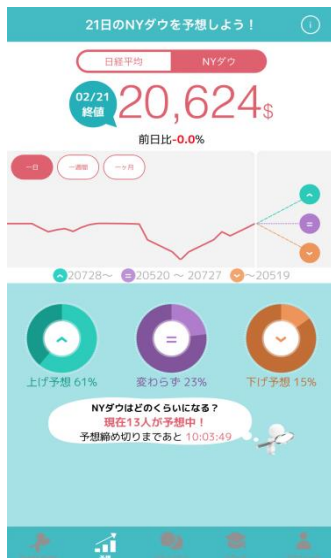 21日のNYダウを予想しよう！
日経平均 NYダウ
02/21
終値
20,624$
前日比-0.0%
一日 一週間 一ヶ月
20728〜 = 20520 〜 20727 〜20519
上げ予想 61% 変わらず 23% 下げ予想 15%
NYダウはどのくらいになる？
現在13人が予想中！
予想締め切りまであと 10:03:49